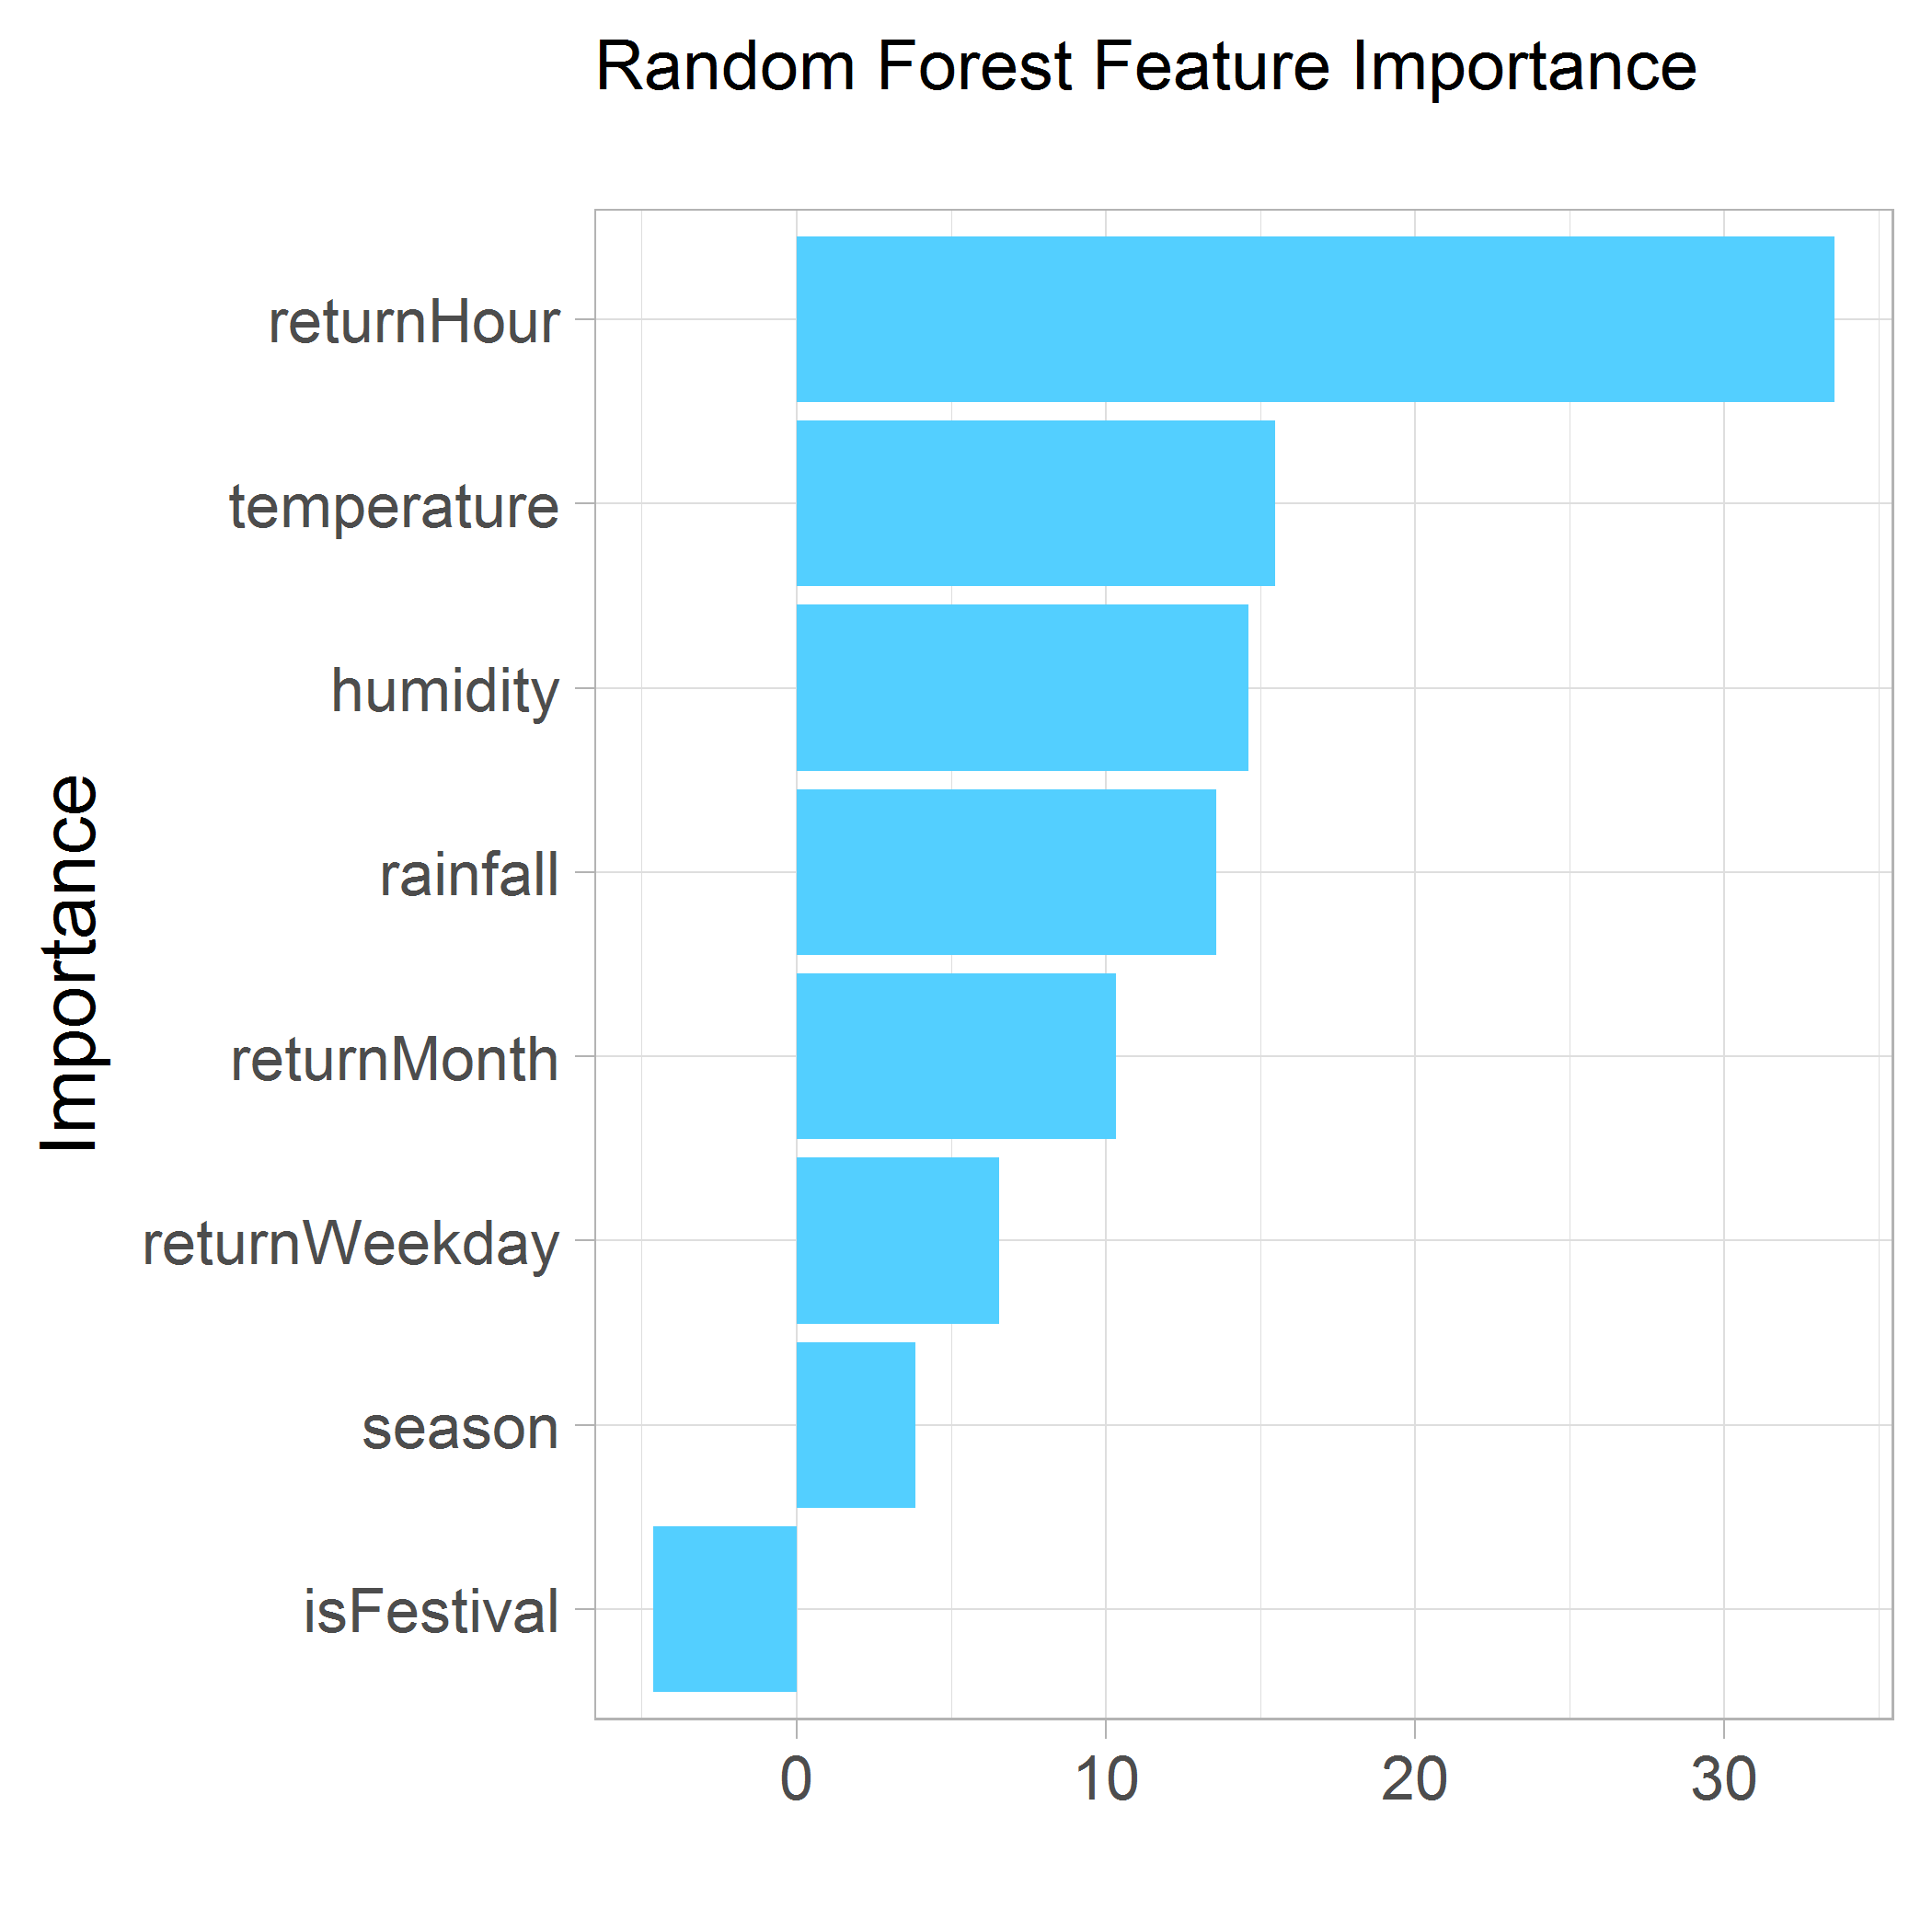 Random Forest Feature Importance
returnHour
temperature
humidity
rainfall
returnMonth
returnWeekday
season
isFestival
Importance
0 10 20 30